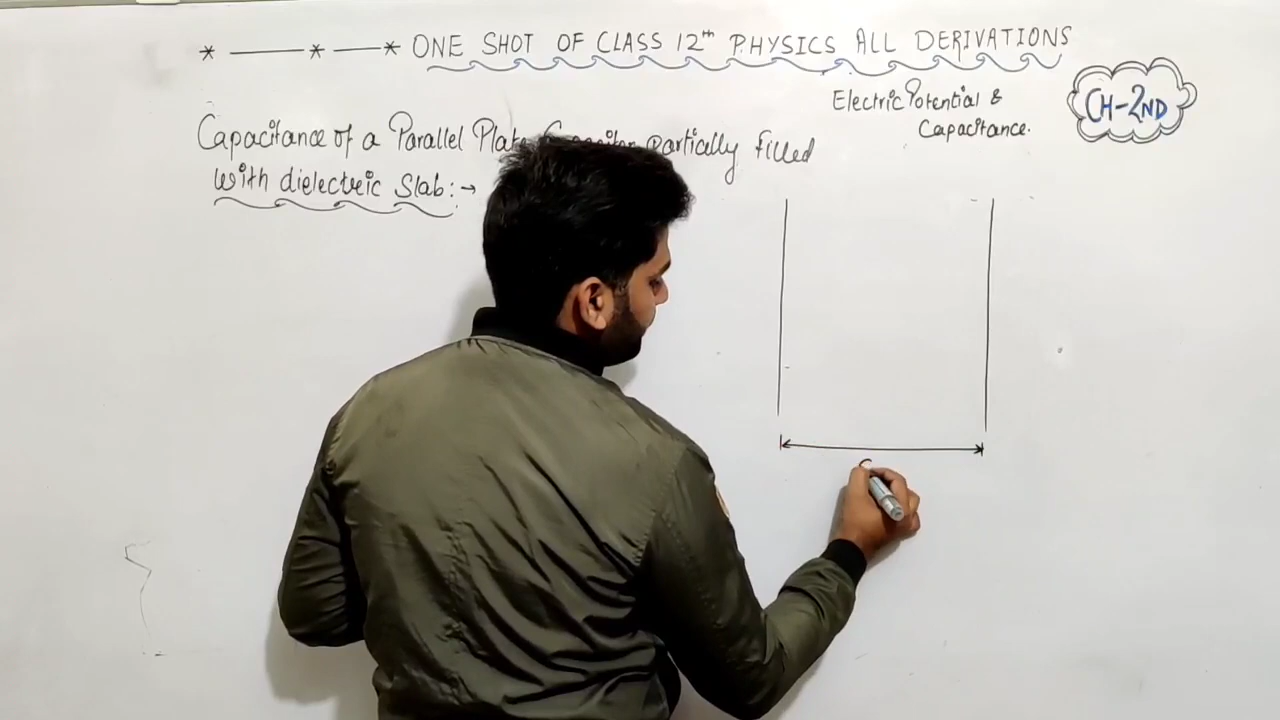 * —— * —— * ONE SHOT OF CLASS 12th PHYSICS ALL DERIVATIONS
Electric Potential &
Capacitance.
CH-2ND
Capacitance of a Parallel Plate partially filled
with dielectric Slab:→